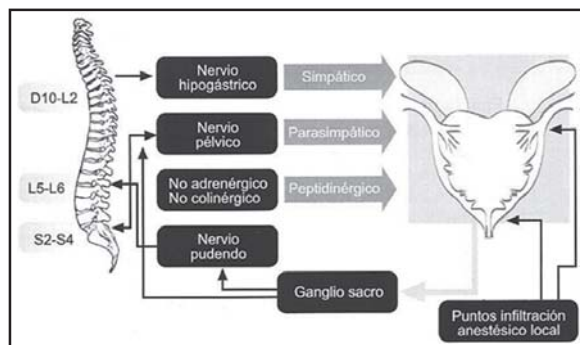 D10-L2
L5-L6
S2-S4
Nervio
hipogástrico
Simpático
Nervio
pélvico
Parasimpático
No adrenérgico
No colinérgico
Peptidinérgico
Nervio
pudendo
Ganglio sacro
Puntos infiltración
anestésico local